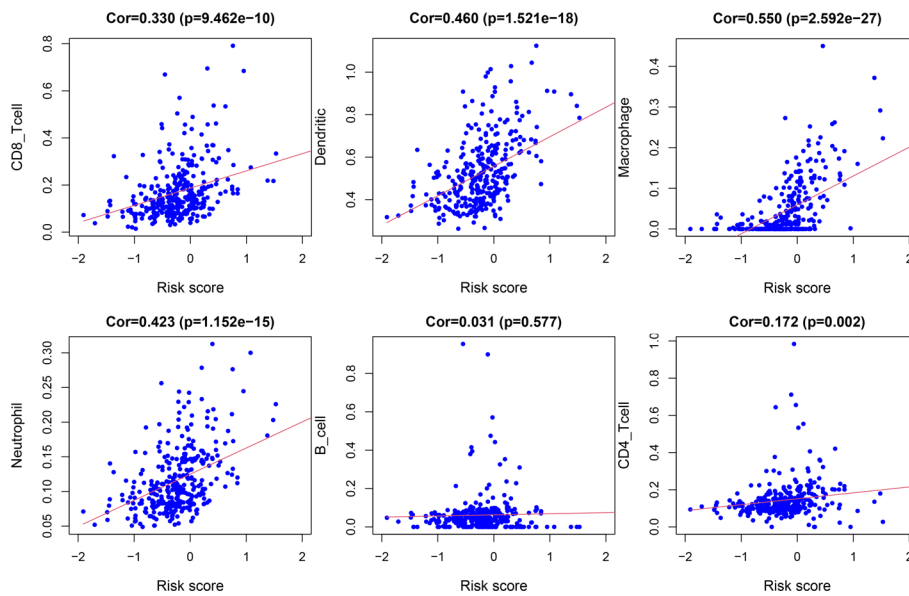 Cor=0.330 (p=9.462e−10)
CD8_Tcell
0.8
0.6
0.4
0.2
0.0
−2 −1 0 1 2
Risk score
Cor=0.460 (p=1.521e−18)
Dendritic
1.0
0.8
0.6
0.4
−2 −1 0 1 2
Risk score
Cor=0.550 (p=2.592e−27)
Macrophage
0.4
0.3
0.2
0.1
0.0
−2 −1 0 1 2
Risk score
Cor=0.423 (p=1.152e−15)
Neutrophil
0.30
0.25
0.20
0.15
0.10
0.05
−2 −1 0 1 2
Risk score
Cor=0.031 (p=0.577)
B_cell
0.8
0.6
0.4
0.2
0.0
−2 −1 0 1 2
Risk score
Cor=0.172 (p=0.002)
CD4_Tcell
1.0
0.8
0.6
0.4
0.2
0.0
−2 −1 0 1 2
Risk score